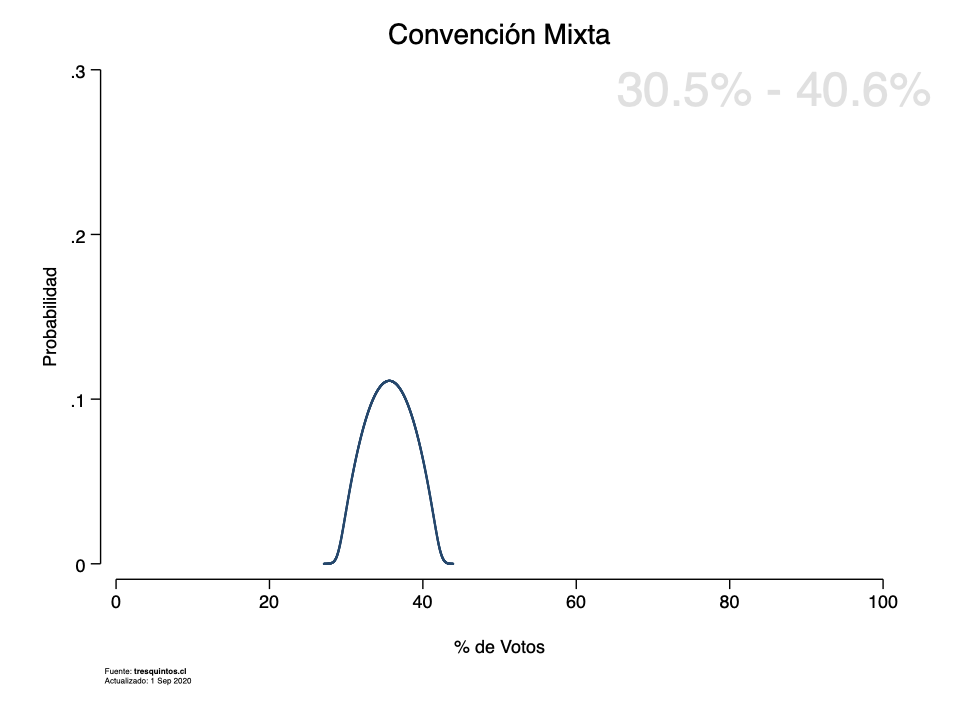 Convención Mixta
30.5% - 40.6%
.3
.2
.1
0
Probabilidad
0 20 40 60 80 100
% de Votos
Fuente: tresquintos.cl
Actualizado: 1 Sep 2020